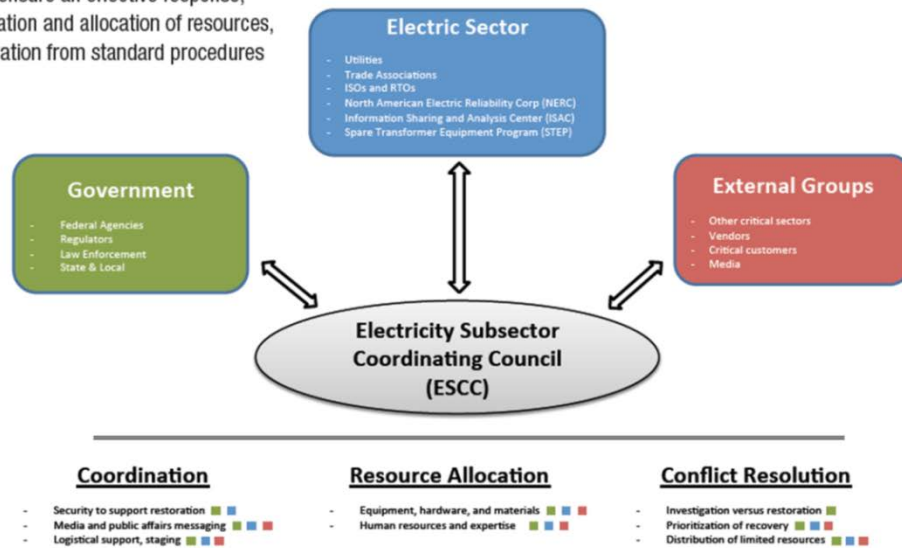 ensure an effective response,
ation and allocation of resources,
ation from standard procedures
Electric Sector
- Utilities
- Trade Associations
- ISOs and RTOs
- North American Electric Reliability Corp (NERC)
- Information Sharing and Analysis Center (ISAC)
- Spare Transformer Equipment Program (STEP)
Government
- Federal Agencies
- Regulators
- Law Enforcement
- State & Local
External Groups
- Other critical sectors
- Vendors
- Critical customers
- Media
Electricity Subsector
Coordinating Council
(ESCC)
Coordination
- Security to support restoration
- Media and public affairs messaging
- Logistical support, staging
Resource Allocation
- Equipment, hardware, and materials
- Human resources and expertise
Conflict Resolution
- Investigation versus restoration
- Prioritization of recovery
- Distribution of limited resources